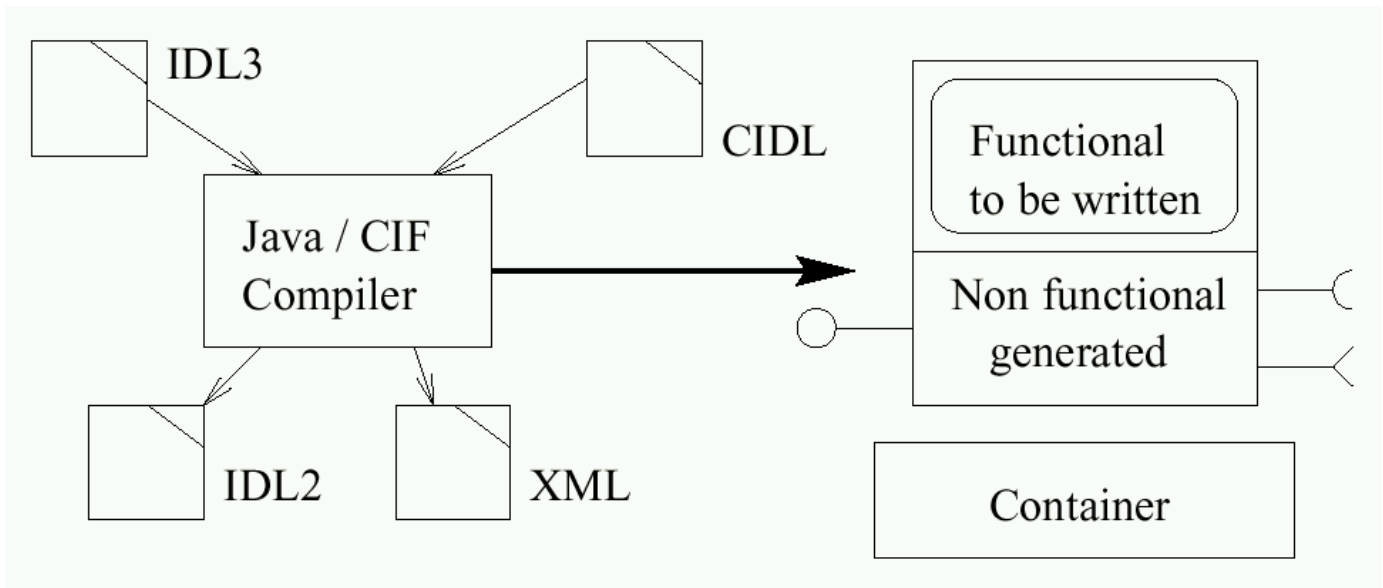 IDL3
CIDL
Java / CIF
Compiler
IDL2
XML
Functional
to be written
Non functional
generated
Container